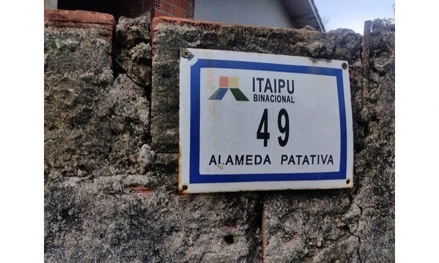 ITAIPU
BINACIONAL
49
ALAMEDA PATATIVA